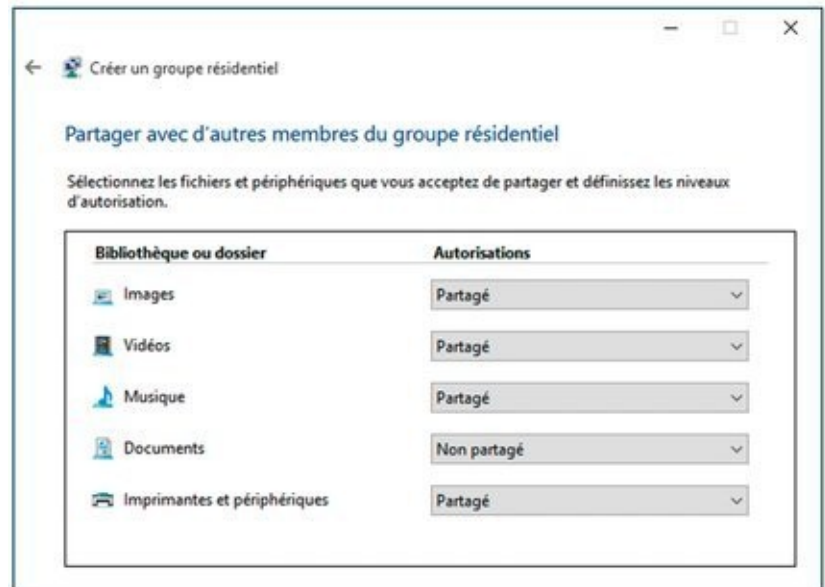 Créer un groupe résidentiel
Partager avec d'autres membres du groupe résidentiel
Sélectionnez les fichiers et périphériques que vous acceptez de partager et définissez les niveaux
d'autorisation.
Bibliothèque ou dossier Autorisations
Images Partagé
Vidéos Partagé
Musique Partagé
Documents Non partagé
Imprimantes et périphériques Partagé